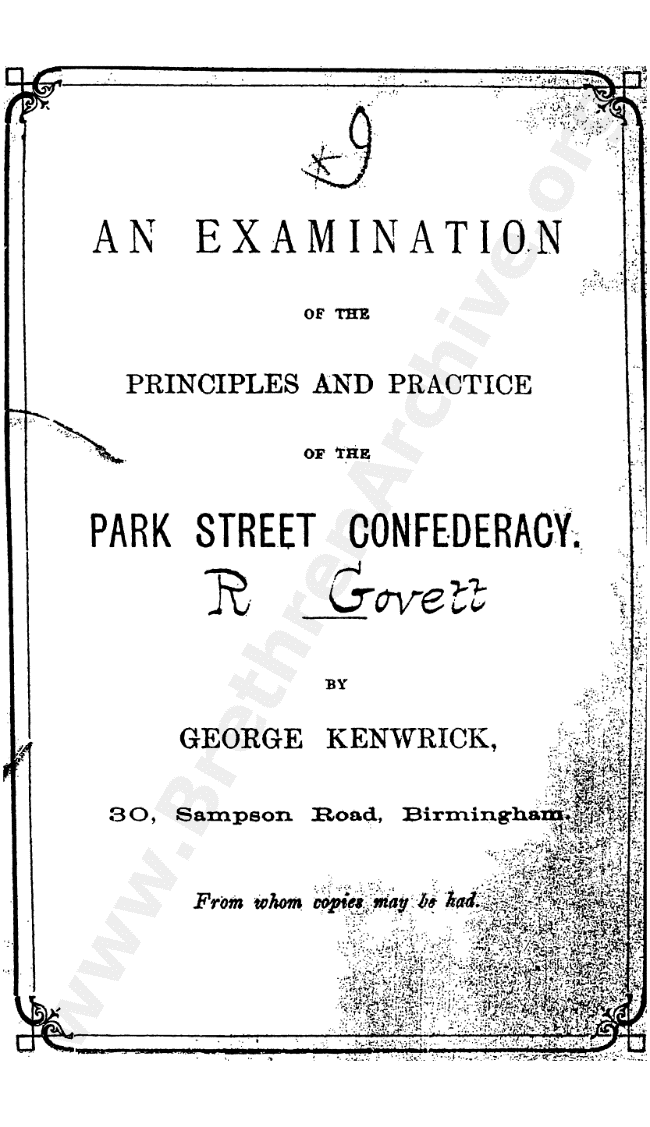 9
AN EXAMINATION
OF THE
PRINCIPLES AND PRACTICE
OF THE
PARK STREET CONFEDERACY.
R Govett
BY
GEORGE KENWRICK,
30, Sampson Road, Birmingham.
From whom copies may be had.
www.BrethrenArchive.org